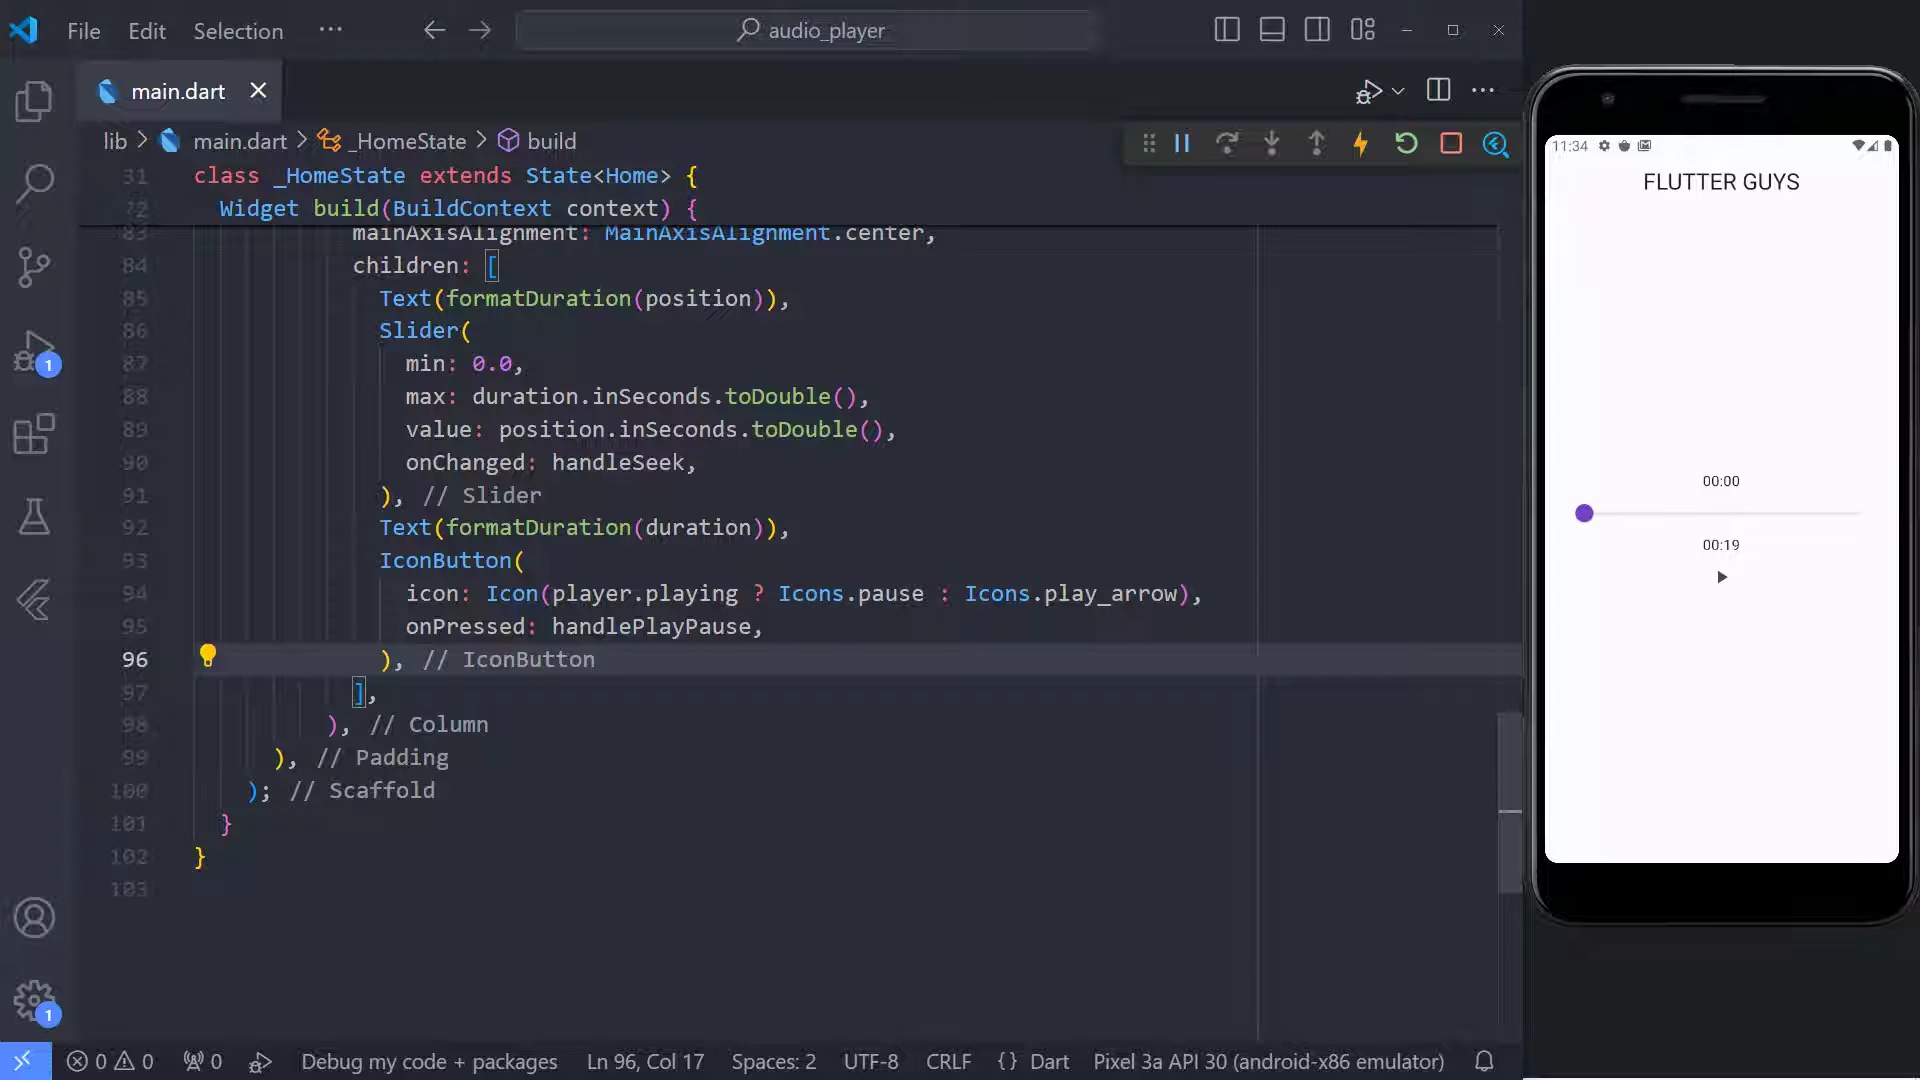 File Edit Selection ··· audio_player
main.dart
lib > main.dart > _HomeState > build
31 class _HomeState extends State<Home> {
72 Widget build(BuildContext context) {
83 mainAxisAlignment: MainAxisAlignment.center,
84 children: [
85 Text(formatDuration(position)),
86 Slider(
87 min: 0.0,
88 max: duration.inSeconds.toDouble(),
89 value: position.inSeconds.toDouble(),
90 onChanged: handleSeek,
91 ), // Slider
92 Text(formatDuration(duration)),
93 IconButton(
94 icon: Icon(player.playing ? Icons.pause : Icons.play_arrow),
95 onPressed: handlePlayPause,
96 ), // IconButton
97 ],
98 ), // Column
99 ), // Padding
100 ); // Scaffold
101 }
102 }
103
1
1
0 0 0 Debug my code + packages Ln 96, Col 17 Spaces: 2 UTF-8 CRLF {} Dart Pixel 3a API 30 (android-x86 emulator)
11:34
FLUTTER GUYS
00:00
00:19